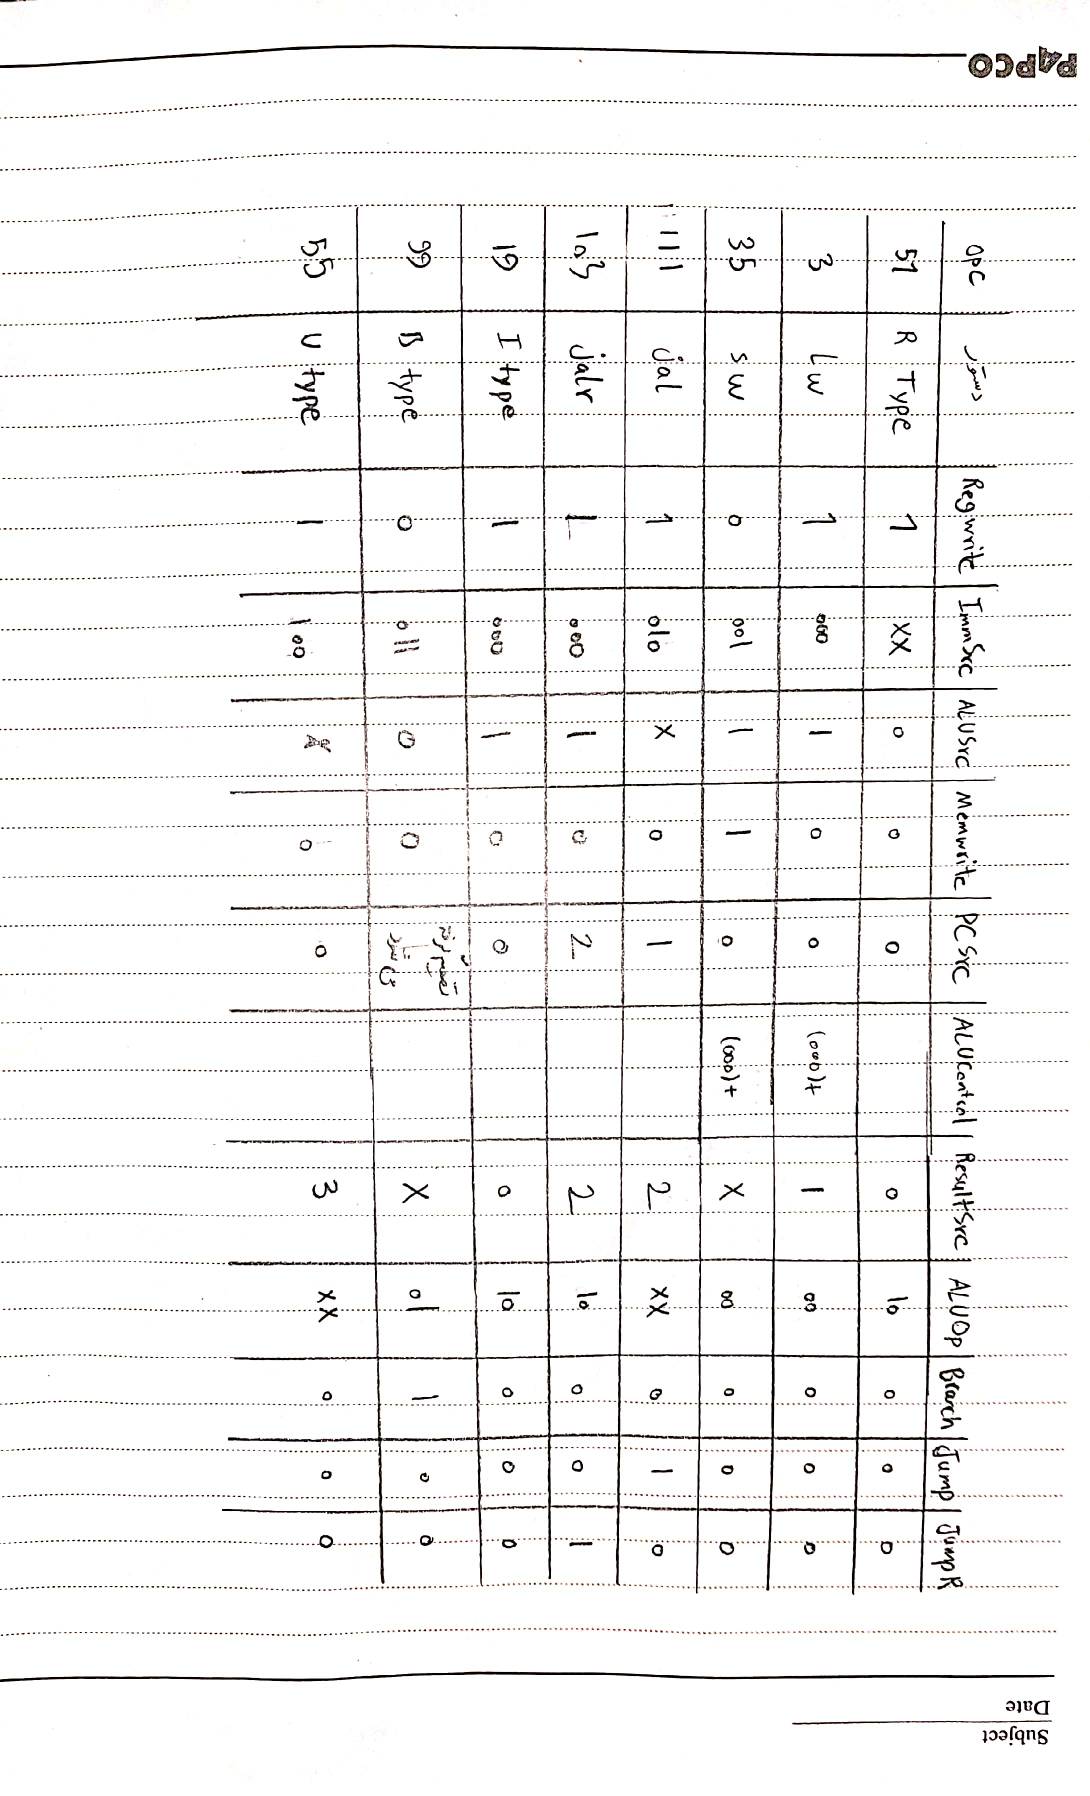 Subject
Date
PAPCO
OpC دستور Regwrite ImmSrc ALUSrc Memwrite PCSrc ALUControl ResultSrc ALUOp Branch Jump JumpR
51 R Type 1 XX 0 0 0 0 10 0 0 0
3 Lw 1 000 1 0 0 (000)+ 1 00 0 0 0
35 sw 0 001 1 1 0 (000)+ X 00 0 0 0
111 jal 1 010 X 0 1 2 XX 0 1 0
103 jalr 1 000 1 0 2 2 10 0 0 1
19 I type 1 000 1 0 0 0 10 0 0 0
99 B type 0 011 0 0 تصمیم گرفته می شود X 01 1 0 0
55 U type 1 100 X 0 0 3 XX 0 0 0